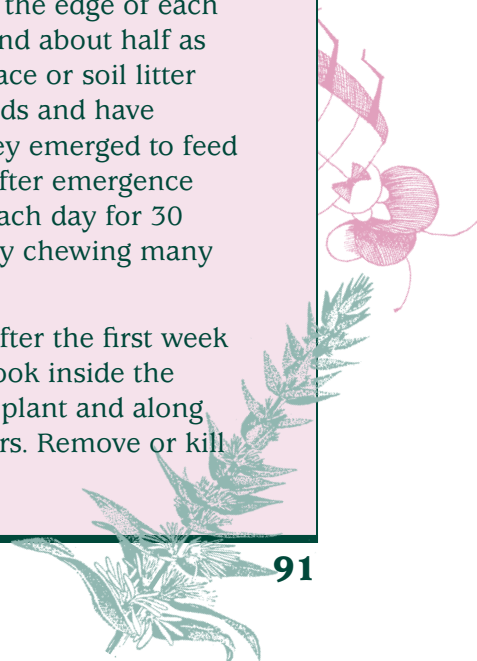 the edge of each
nd about half as
ace or soil litter
ds and have
ey emerged to feed
fter emergence
ach day for 30
y chewing many
fter the first week
ook inside the
plant and along
rs. Remove or kill
91